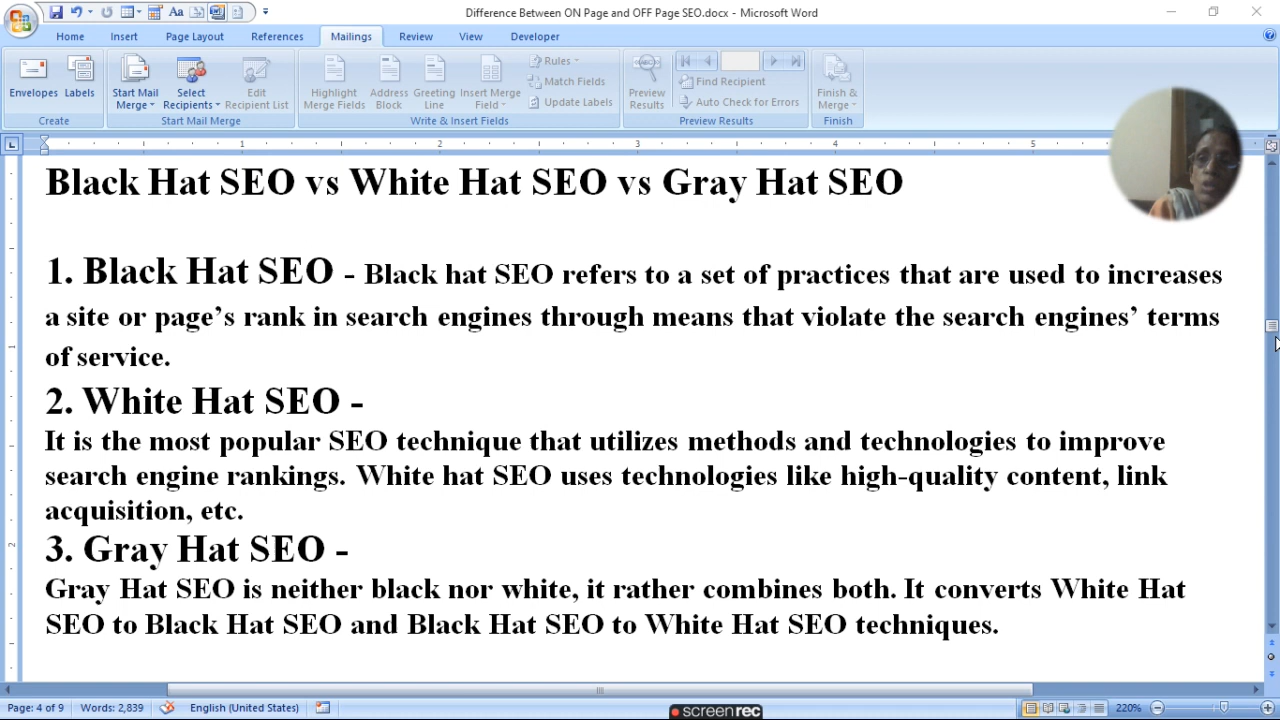 Difference Between ON Page and OFF Page SEO.docx - Microsoft Word
Home Insert Page Layout References Mailings Review View Developer
Envelopes Labels
Start Mail Merge Select Recipients Edit Recipient List
Highlight Merge Fields Address Block Greeting Line Insert Merge Field
Rules
Match Fields
Update Labels
Preview Results
Find Recipient
Auto Check for Errors
Finish & Merge
Create Start Mail Merge Write & Insert Fields Preview Results Finish
1 2 3 4 5
Black Hat SEO vs White Hat SEO vs Gray Hat SEO
1. Black Hat SEO - Black hat SEO refers to a set of practices that are used to increases
a site or page’s rank in search engines through means that violate the search engines’ terms
of service.
2. White Hat SEO -
It is the most popular SEO technique that utilizes methods and technologies to improve
search engine rankings. White hat SEO uses technologies like high-quality content, link
acquisition, etc.
3. Gray Hat SEO -
Gray Hat SEO is neither black nor white, it rather combines both. It converts White Hat
SEO to Black Hat SEO and Black Hat SEO to White Hat SEO techniques.
Page: 4 of 9 Words: 2,839 English (United States) screenrec 220%